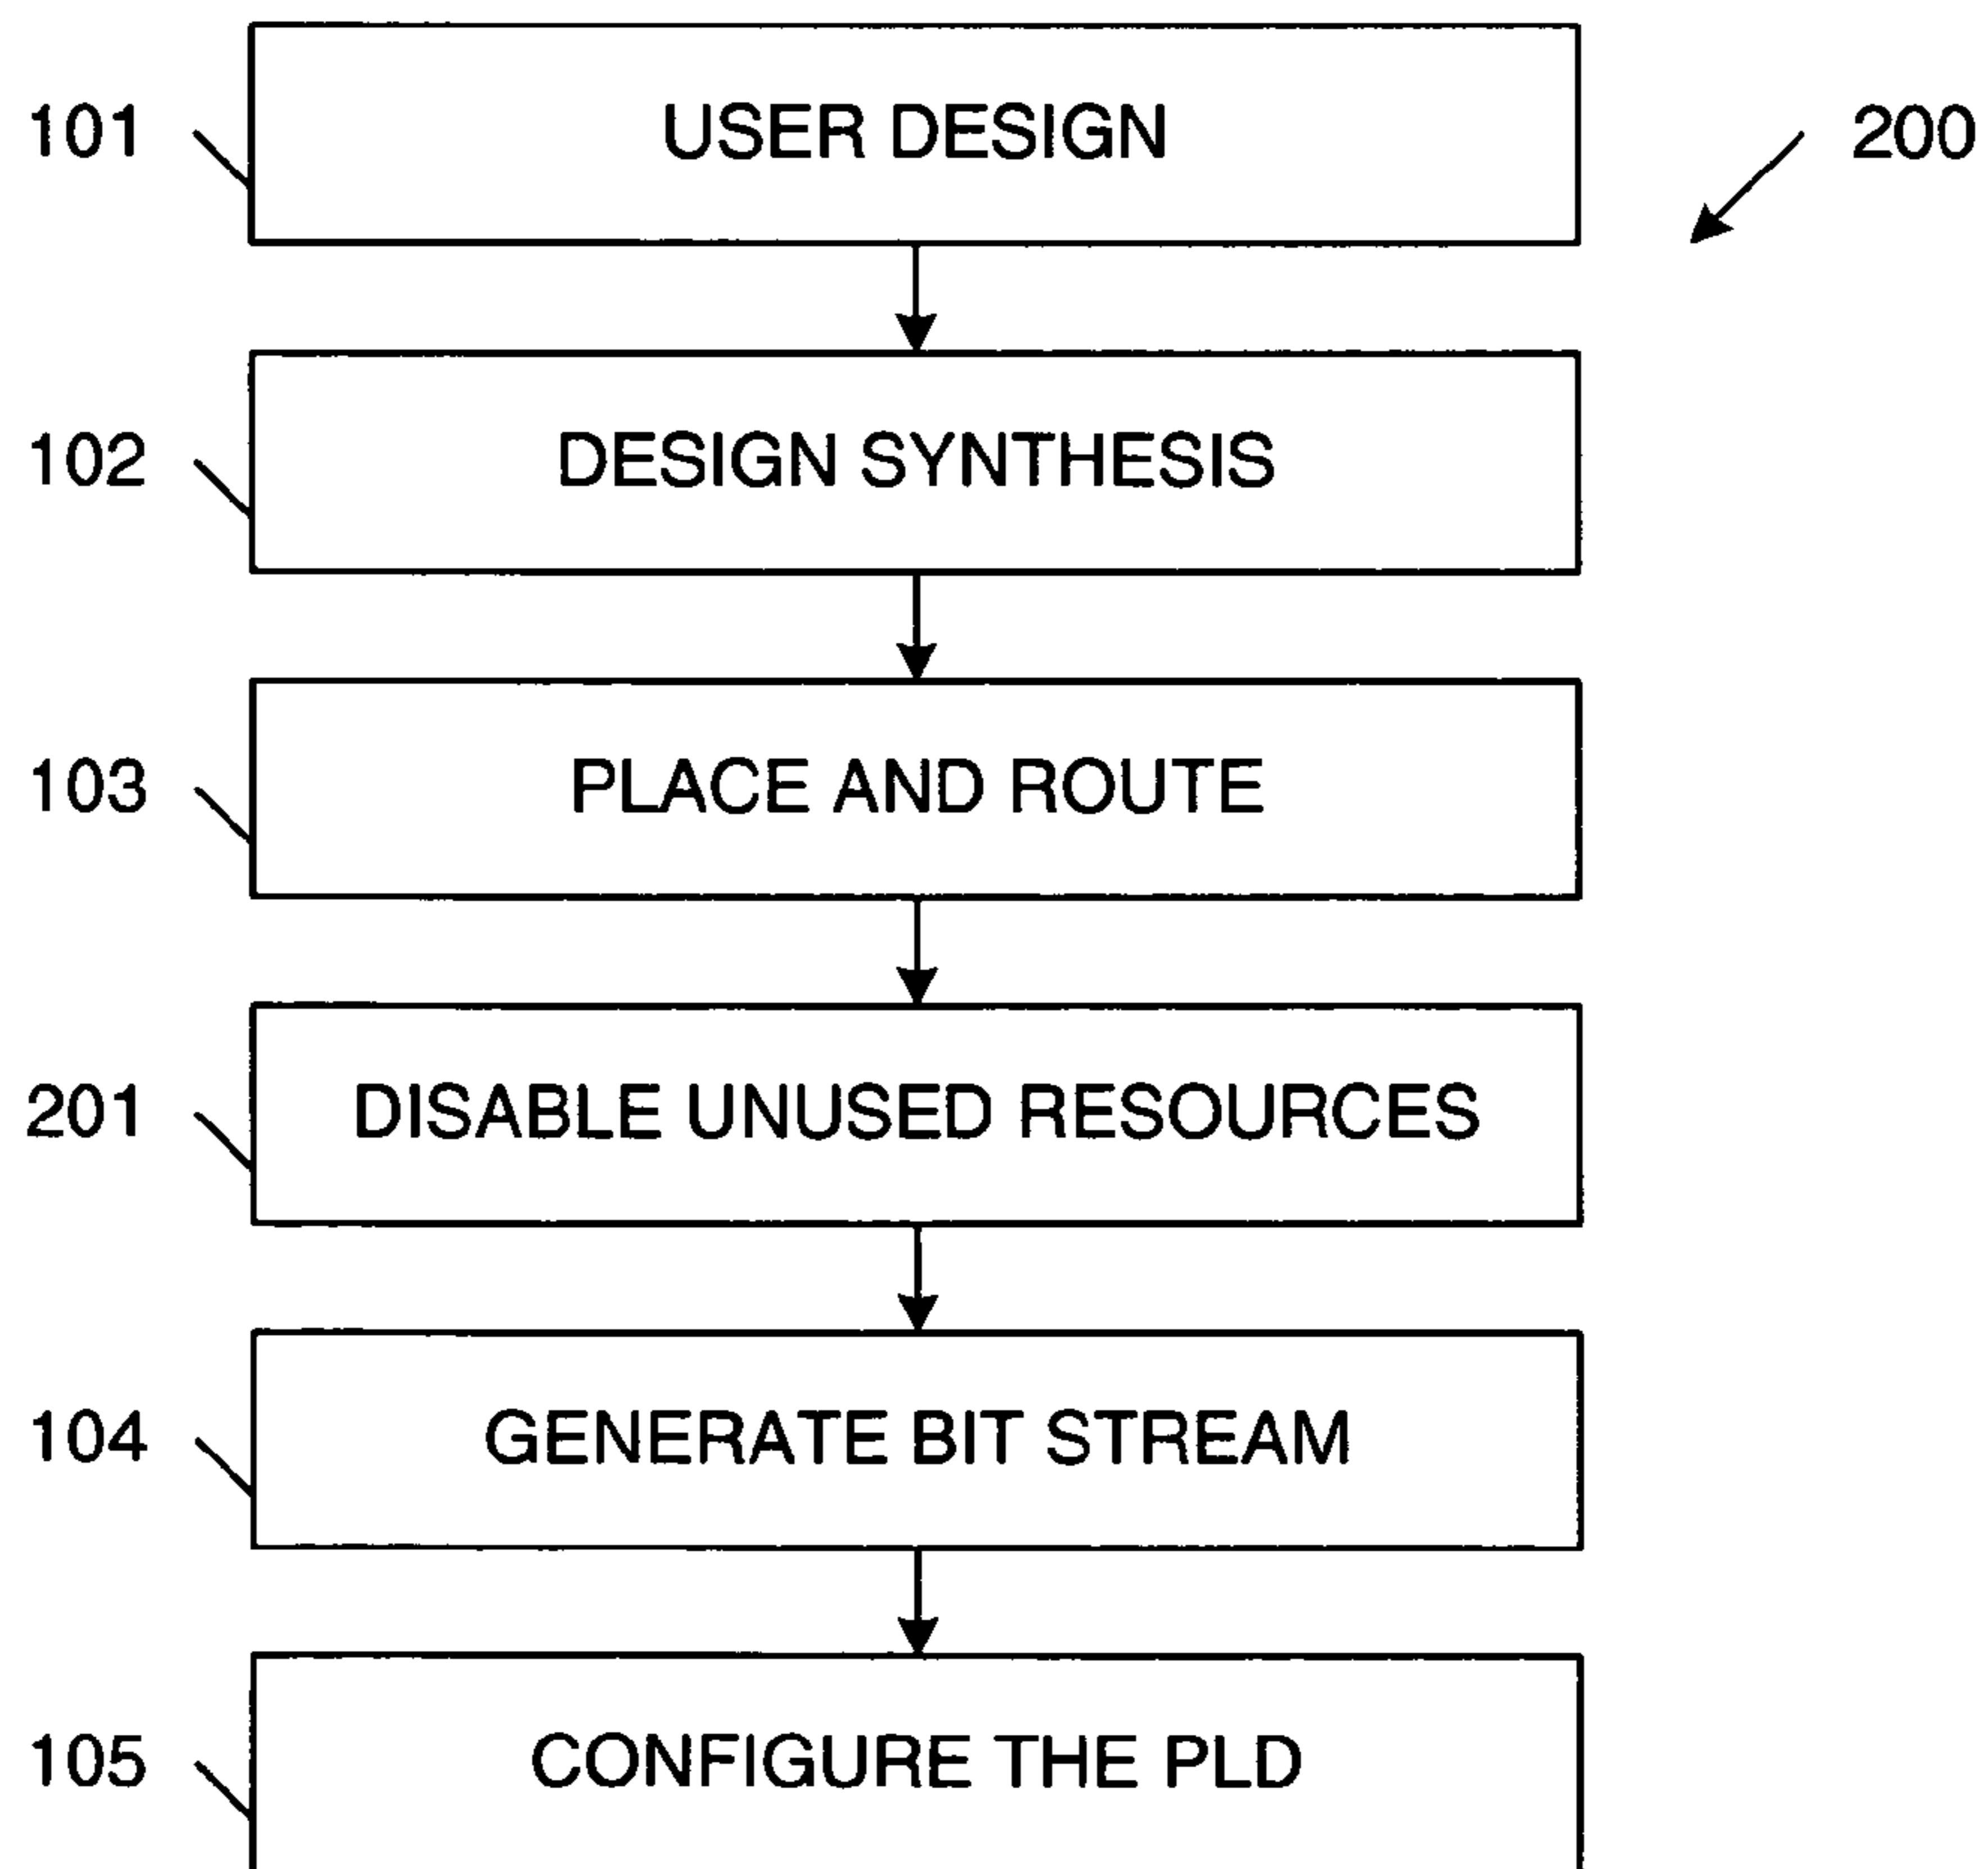 101
USER DESIGN
200
102
DESIGN SYNTHESIS
103
PLACE AND ROUTE
201
DISABLE UNUSED RESOURCES
104
GENERATE BIT STREAM
105
CONFIGURE THE PLD